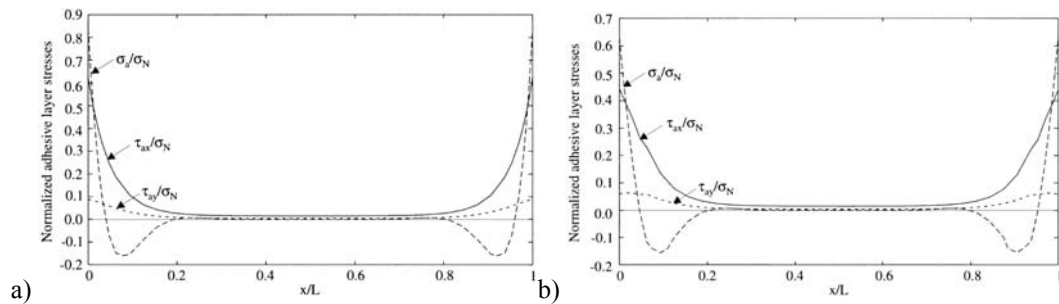 a)
Normalized adhesive layer stresses
0.9
0.8
0.7
0.6
0.5
0.4
0.3
0.2
0.1
0.0
-0.1
-0.2
σa/σN
τax/σN
τay/σN
0 0.2 0.4 0.6 0.8 1
x/L
b)
Normalized adhesive layer stresses
0.7
0.6
0.5
0.4
0.3
0.2
0.1
0.0
-0.1
-0.2
σa/σN
τax/σN
τay/σN
0 0.2 0.4 0.6 0.8 1
x/L